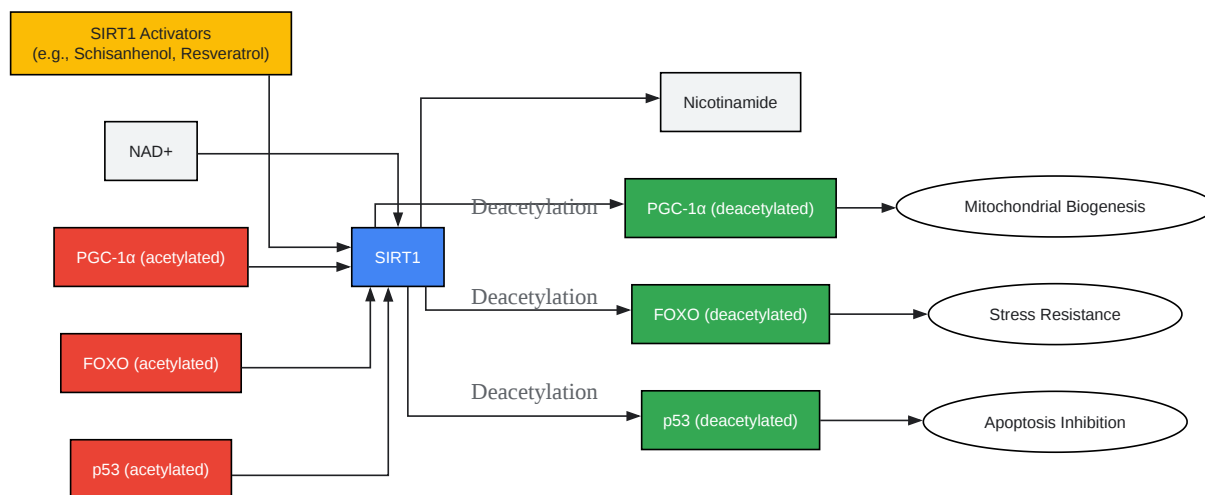 SIRT1 Activators
(e.g., Schisanhenol, Resveratrol)
Nicotinamide
NAD+
Deacetylation
PGC-1α (deacetylated)
Mitochondrial Biogenesis
PGC-1α (acetylated)
SIRT1
Deacetylation
FOXO (deacetylated)
Stress Resistance
FOXO (acetylated)
Deacetylation
p53 (deacetylated)
Apoptosis Inhibition
p53 (acetylated)